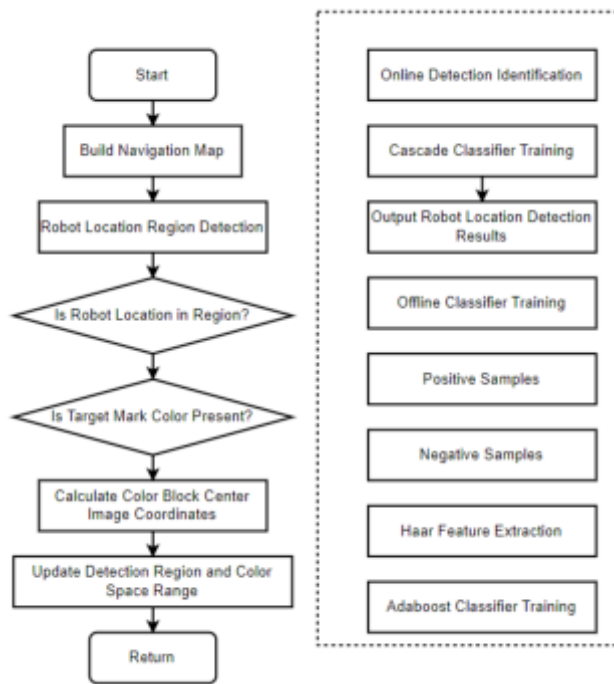 Start
Build Navigation Map
Robot Location Region Detection
Is Robot Location in Region?
Is Target Mark Color Present?
Calculate Color Block Center
Image Coordinates
Update Detection Region and Color
Space Range
Return
Online Detection Identification
Cascade Classifier Training
Output Robot Location Detection
Results
Offline Classifier Training
Positive Samples
Negative Samples
Haar Feature Extraction
Adaboost Classifier Training